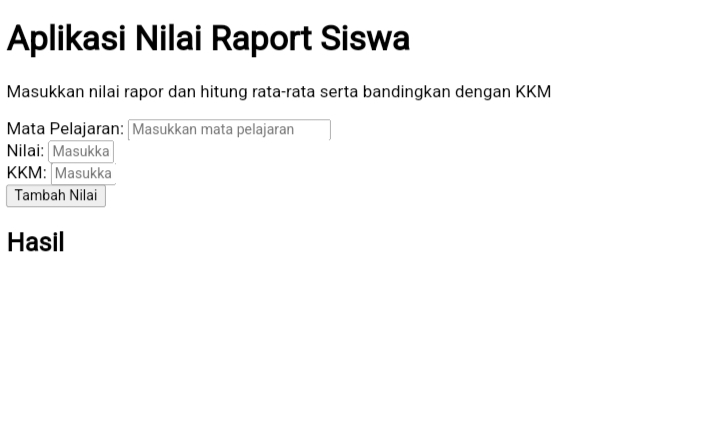 Aplikasi Nilai Raport Siswa
Masukkan nilai rapor dan hitung rata-rata serta bandingkan dengan KKM
Mata Pelajaran: Masukkan mata pelajaran
Nilai: Masukka
KKM: Masukka
Tambah Nilai
Hasil